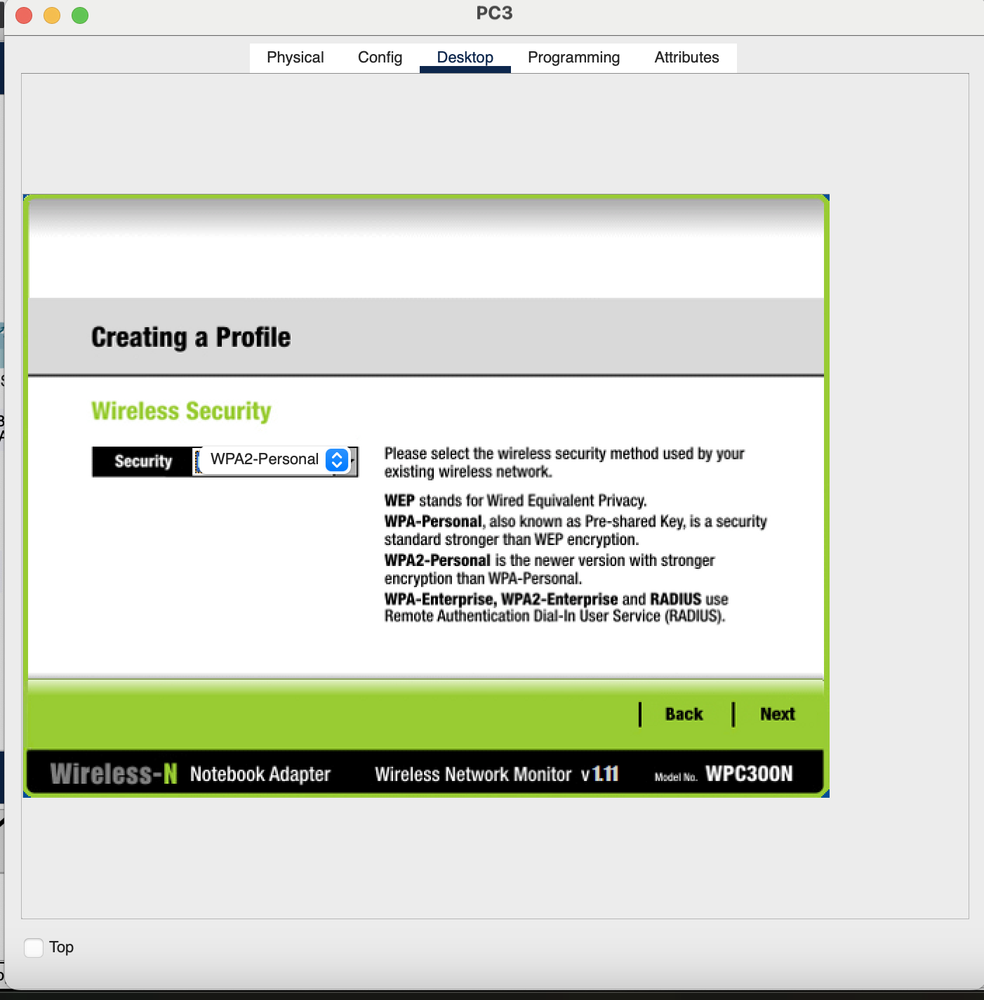 PC3
Physical Config Desktop Programming Attributes
Creating a Profile
Wireless Security
Security WPA2-Personal
Please select the wireless security method used by your
existing wireless network.
WEP stands for Wired Equivalent Privacy.
WPA-Personal, also known as Pre-shared Key, is a security
standard stronger than WEP encryption.
WPA2-Personal is the newer version with stronger
encryption than WPA-Personal.
WPA-Enterprise, WPA2-Enterprise and RADIUS use
Remote Authentication Dial-In User Service (RADIUS).
Back Next
Wireless-N Notebook Adapter Wireless Network Monitor v1.11 Model No. WPC300N
Top